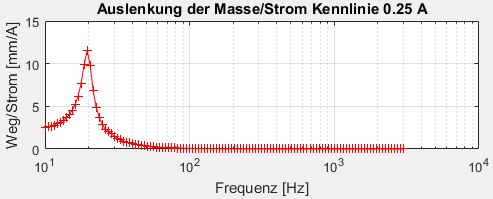 Auslenkung der Masse/Strom Kennlinie 0.25 A
Weg/Strom [mm/A]
15
10
5
0
10^1
10^2
10^3
10^4
Frequenz [Hz]